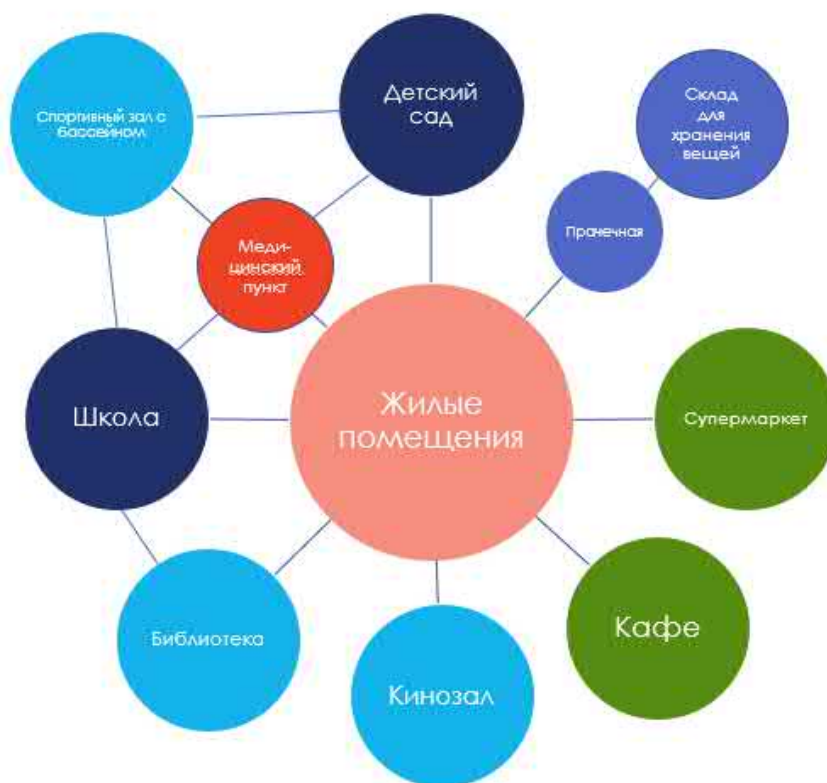 Детский
сад
Склад
для
хранения
вещей
Спортивный зал с
бассейном
Прачечная
Меди-
цинский
пункт
Жилые
помещения
Школа
Супермаркет
Библиотека
Кафе
Кинозал